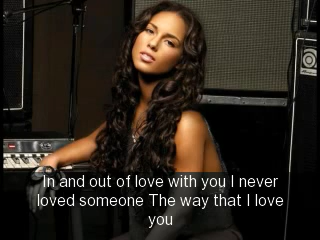 In and out of love with you I never
loved someone The way that I love
you